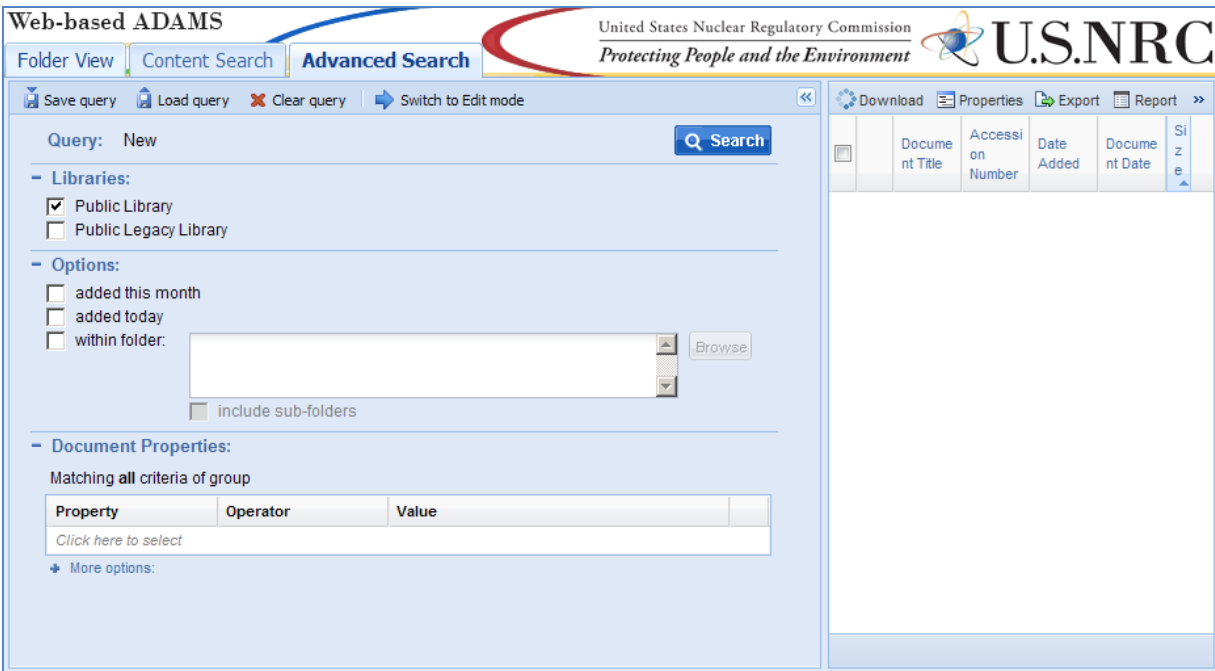 Web-based ADAMS
United States Nuclear Regulatory Commission
Protecting People and the Environment
U.S.NRC
Folder View
Content Search
Advanced Search
Save query
Load query
Clear query
Switch to Edit mode
Download
Properties
Export
Report
Query: New
Search
Docume
nt Title
Accessi
on
Number
Date
Added
Docume
nt Date
Si
z
e
Libraries:
Public Library
Public Legacy Library
Options:
added this month
added today
within folder:
Browse
include sub-folders
Document Properties:
Matching all criteria of group
Property Operator Value
Click here to select
More options: